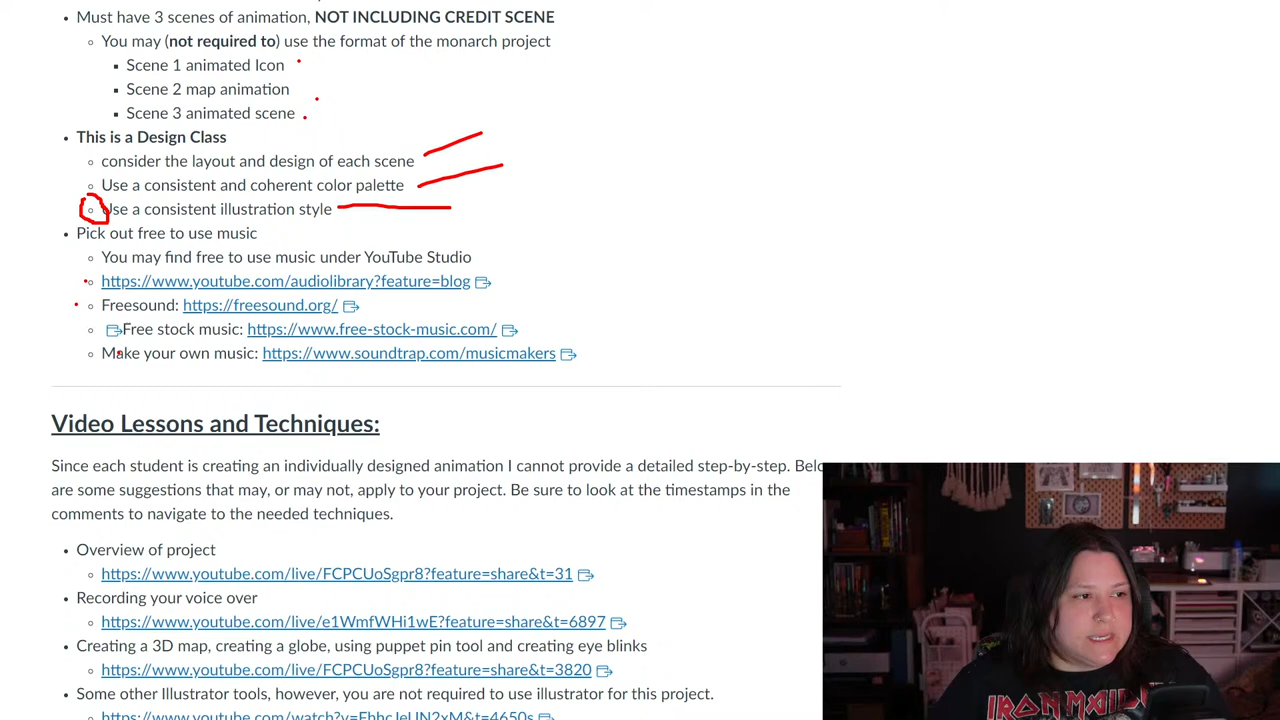 Must have 3 scenes of animation, NOT INCLUDING CREDIT SCENE
You may (not required to) use the format of the monarch project
Scene 1 animated Icon
Scene 2 map animation
Scene 3 animated scene
This is a Design Class
consider the layout and design of each scene
Use a consistent and coherent color palette
Use a consistent illustration style
Pick out free to use music
You may find free to use music under YouTube Studio
https://www.youtube.com/audiolibrary?feature=blog
Freesound: https://freesound.org/
Free stock music: https://www.free-stock-music.com/
Make your own music: https://www.soundtrap.com/musicmakers
Video Lessons and Techniques:
Since each student is creating an individually designed animation I cannot provide a detailed step-by-step.
are some suggestions that may, or may not, apply to your project. Be sure to look at the timestamps in the
comments to navigate to the needed techniques.
Overview of project
https://www.youtube.com/live/FCPCUoSgpr8?feature=share&t=31
Recording your voice over
https://www.youtube.com/live/e1WmfWHi1wE?feature=share&t=6897
Creating a 3D map, creating a globe, using puppet pin tool and creating eye blinks
https://www.youtube.com/live/FCPCUoSgpr8?feature=share&t=3820
Some other Illlustrator tools, however, you are not required to use illustrator for this project.
IRON MAIDEN